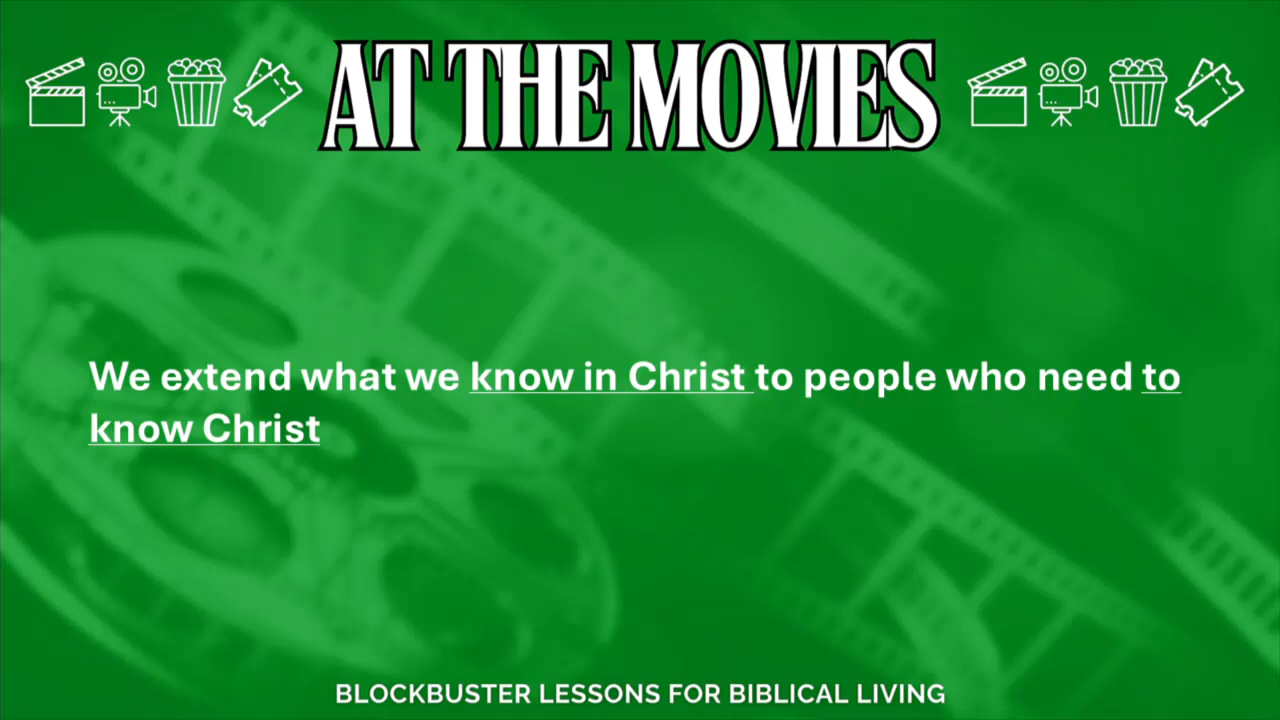 AT THE MOVIES
We extend what we know in Christ to people who need to
know Christ
BLOCKBUSTER LESSONS FOR BIBLICAL LIVING